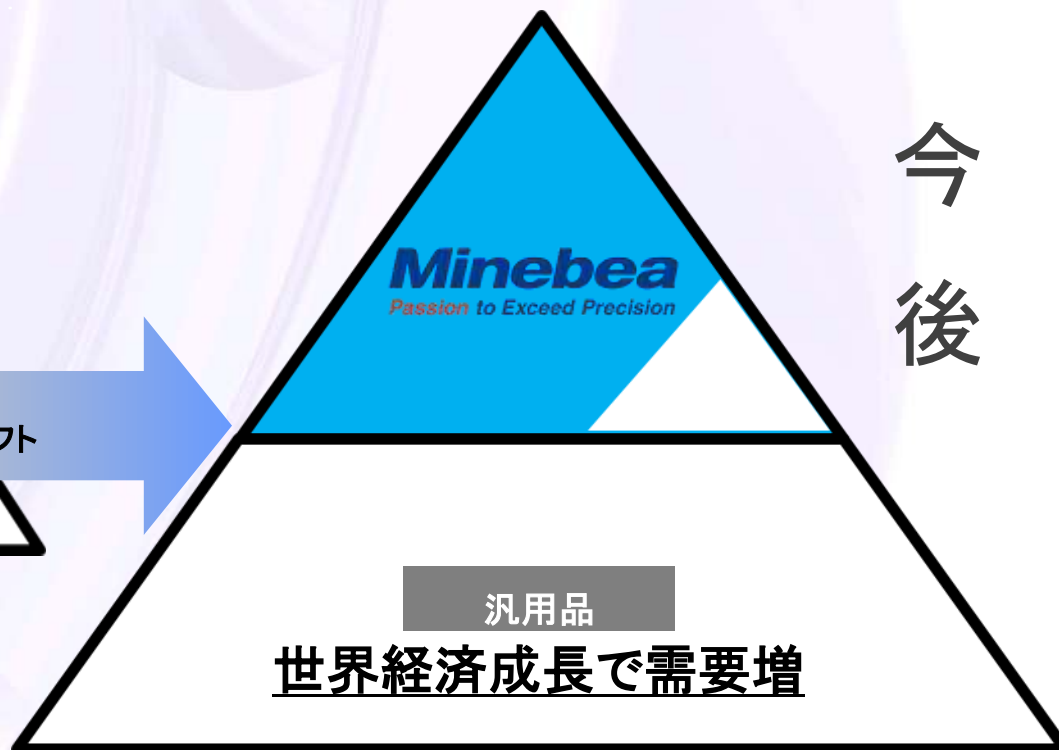 今後
Minebea
Passion to Exceed Precision
フト
汎用品
世界経済成長で需要増